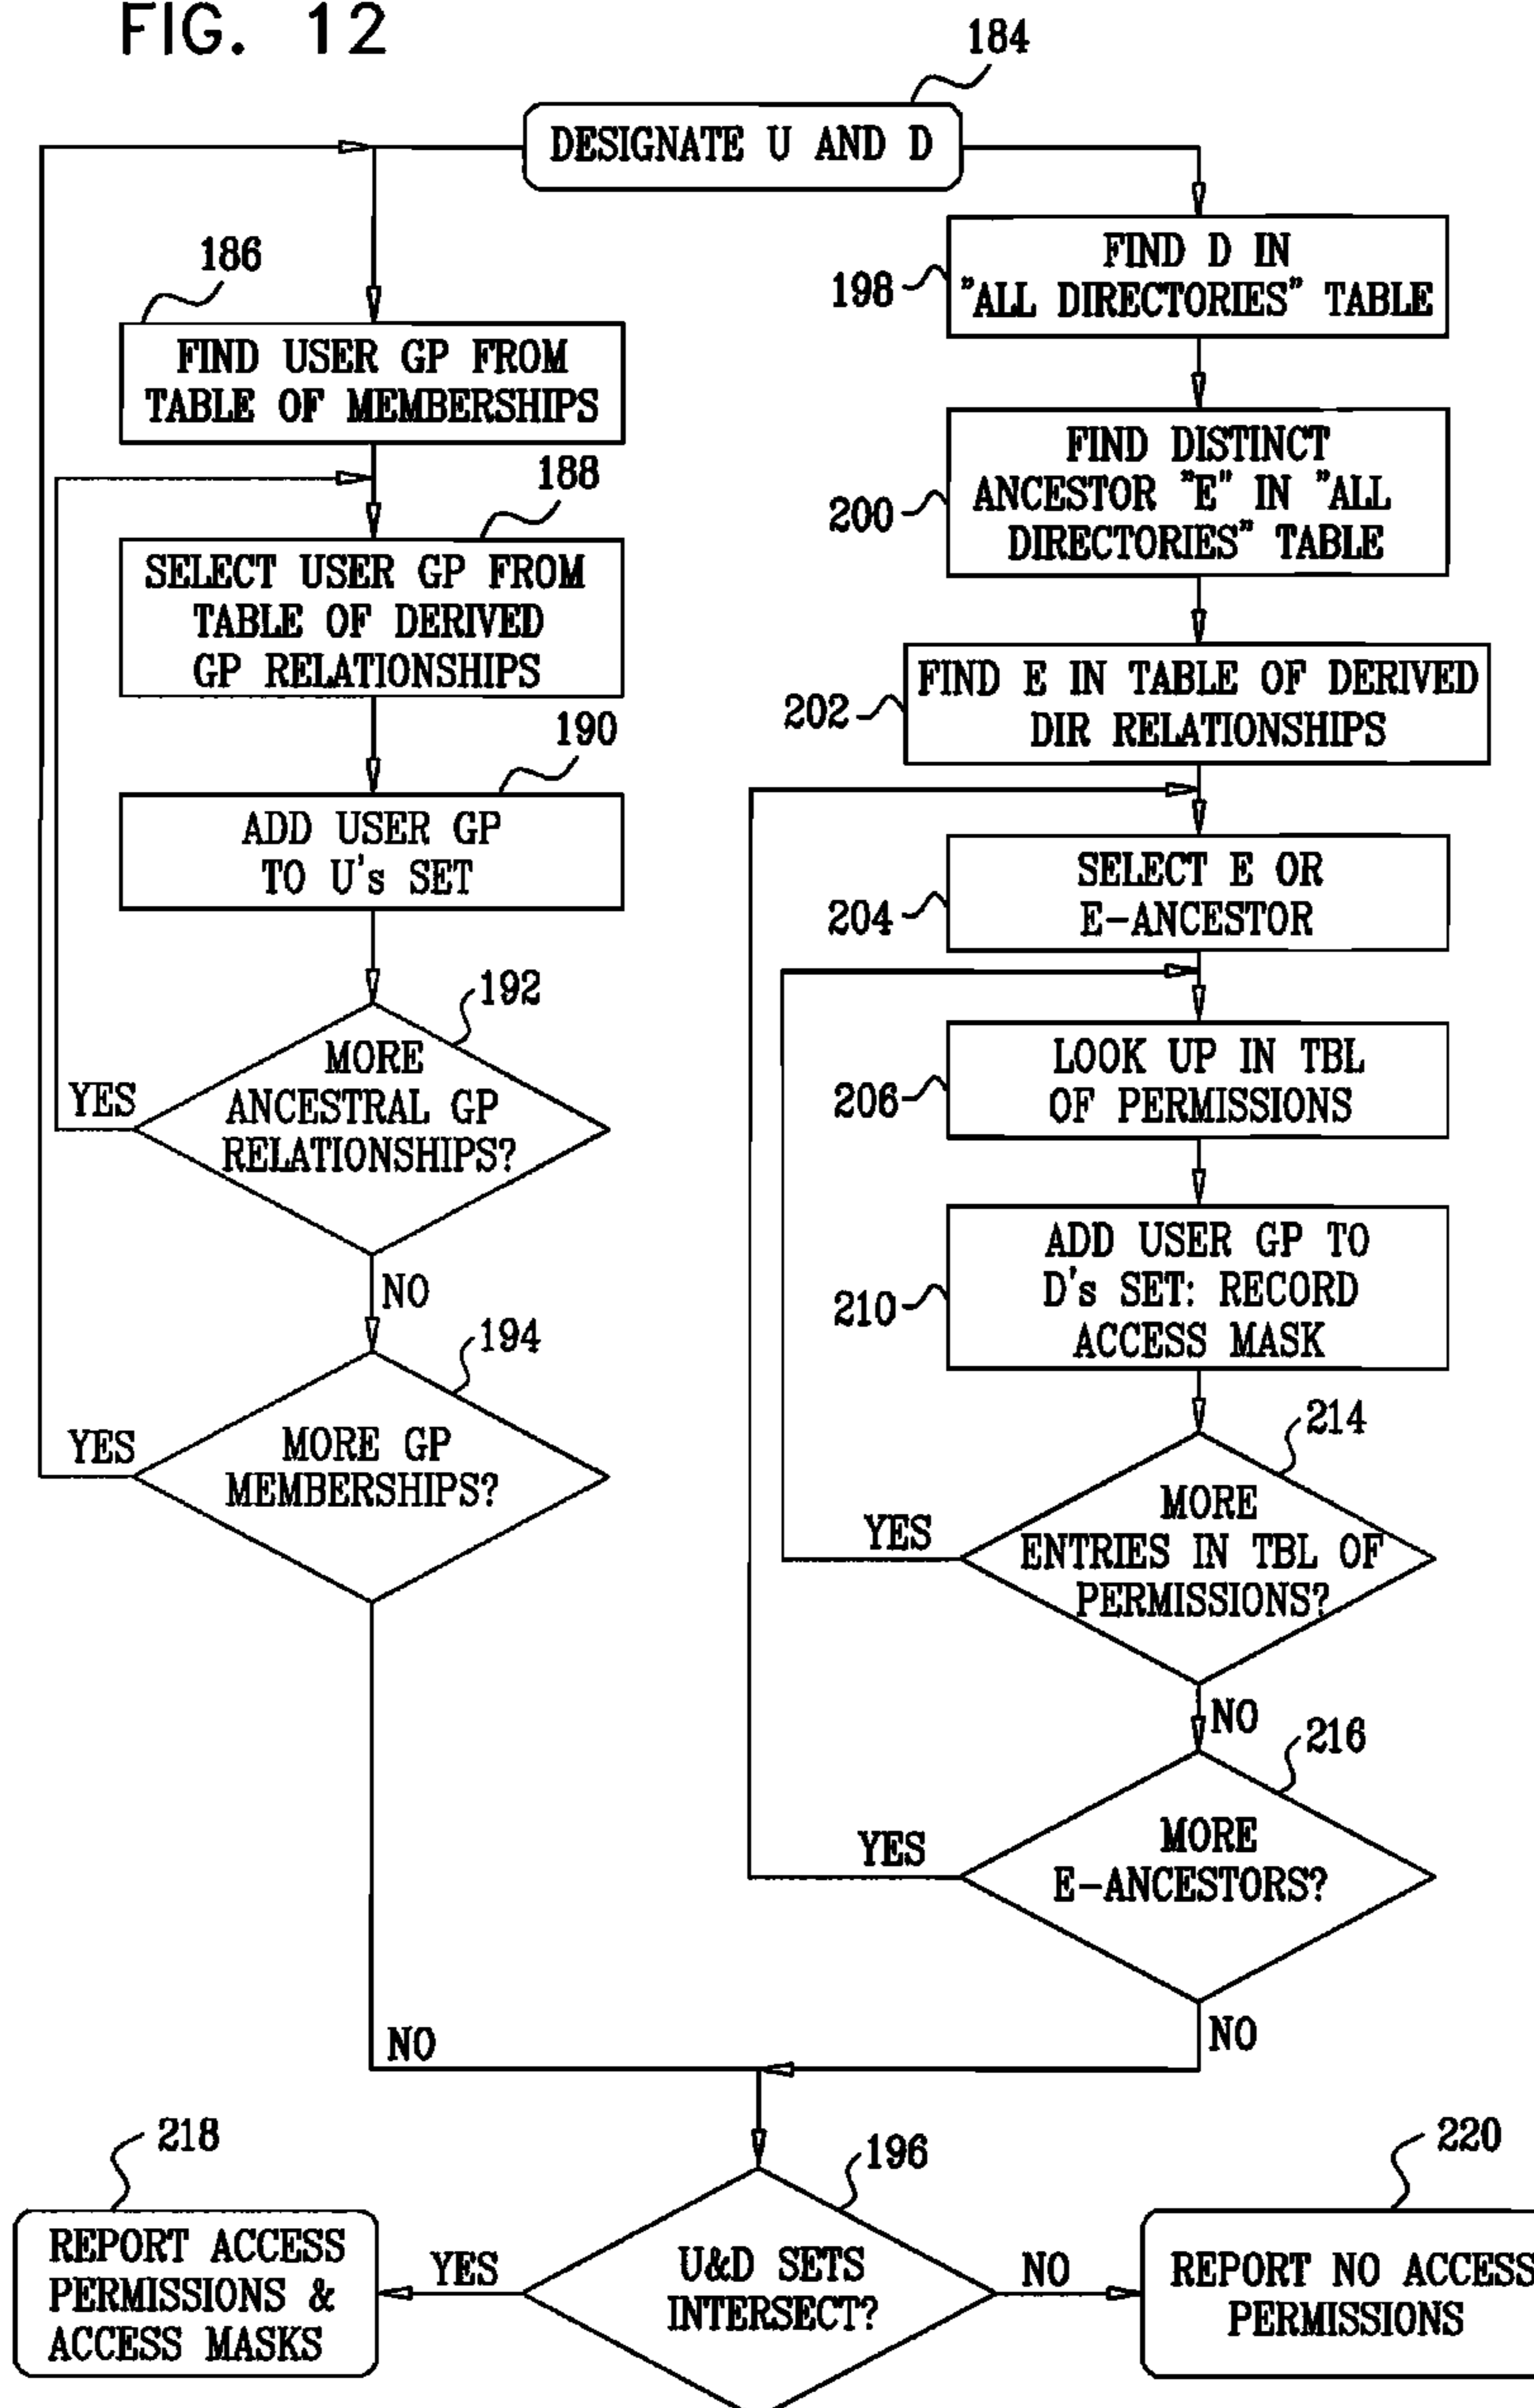 FIG. 12
184
DESIGNATE U AND D
186
FIND USER GP FROM
TABLE OF MEMBERSHIPS
188
SELECT USER GP FROM
TABLE OF DERIVED
GP RELATIONSHIPS
190
ADD USER GP
TO U's SET
192
MORE
ANCESTRAL GP
RELATIONSHIPS?
YES
NO
194
MORE GP
MEMBERSHIPS?
YES
NO
198
FIND D IN
"ALL DIRECTORIES" TABLE
200
FIND DISTINCT
ANCESTOR "E" IN "ALL
DIRECTORIES" TABLE
202
FIND E IN TABLE OF DERIVED
DIR RELATIONSHIPS
204
SELECT E OR
E-ANCESTOR
206
LOOK UP IN TBL
OF PERMISSIONS
210
ADD USER GP TO
D's SET: RECORD
ACCESS MASK
214
MORE
ENTRIES IN TBL OF
PERMISSIONS?
YES
NO
216
MORE
E-ANCESTORS?
YES
NO
196
U&D SETS
INTERSECT?
YES
NO
218
REPORT ACCESS
PERMISSIONS &
ACCESS MASKS
220
REPORT NO ACCESS
PERMISSIONS